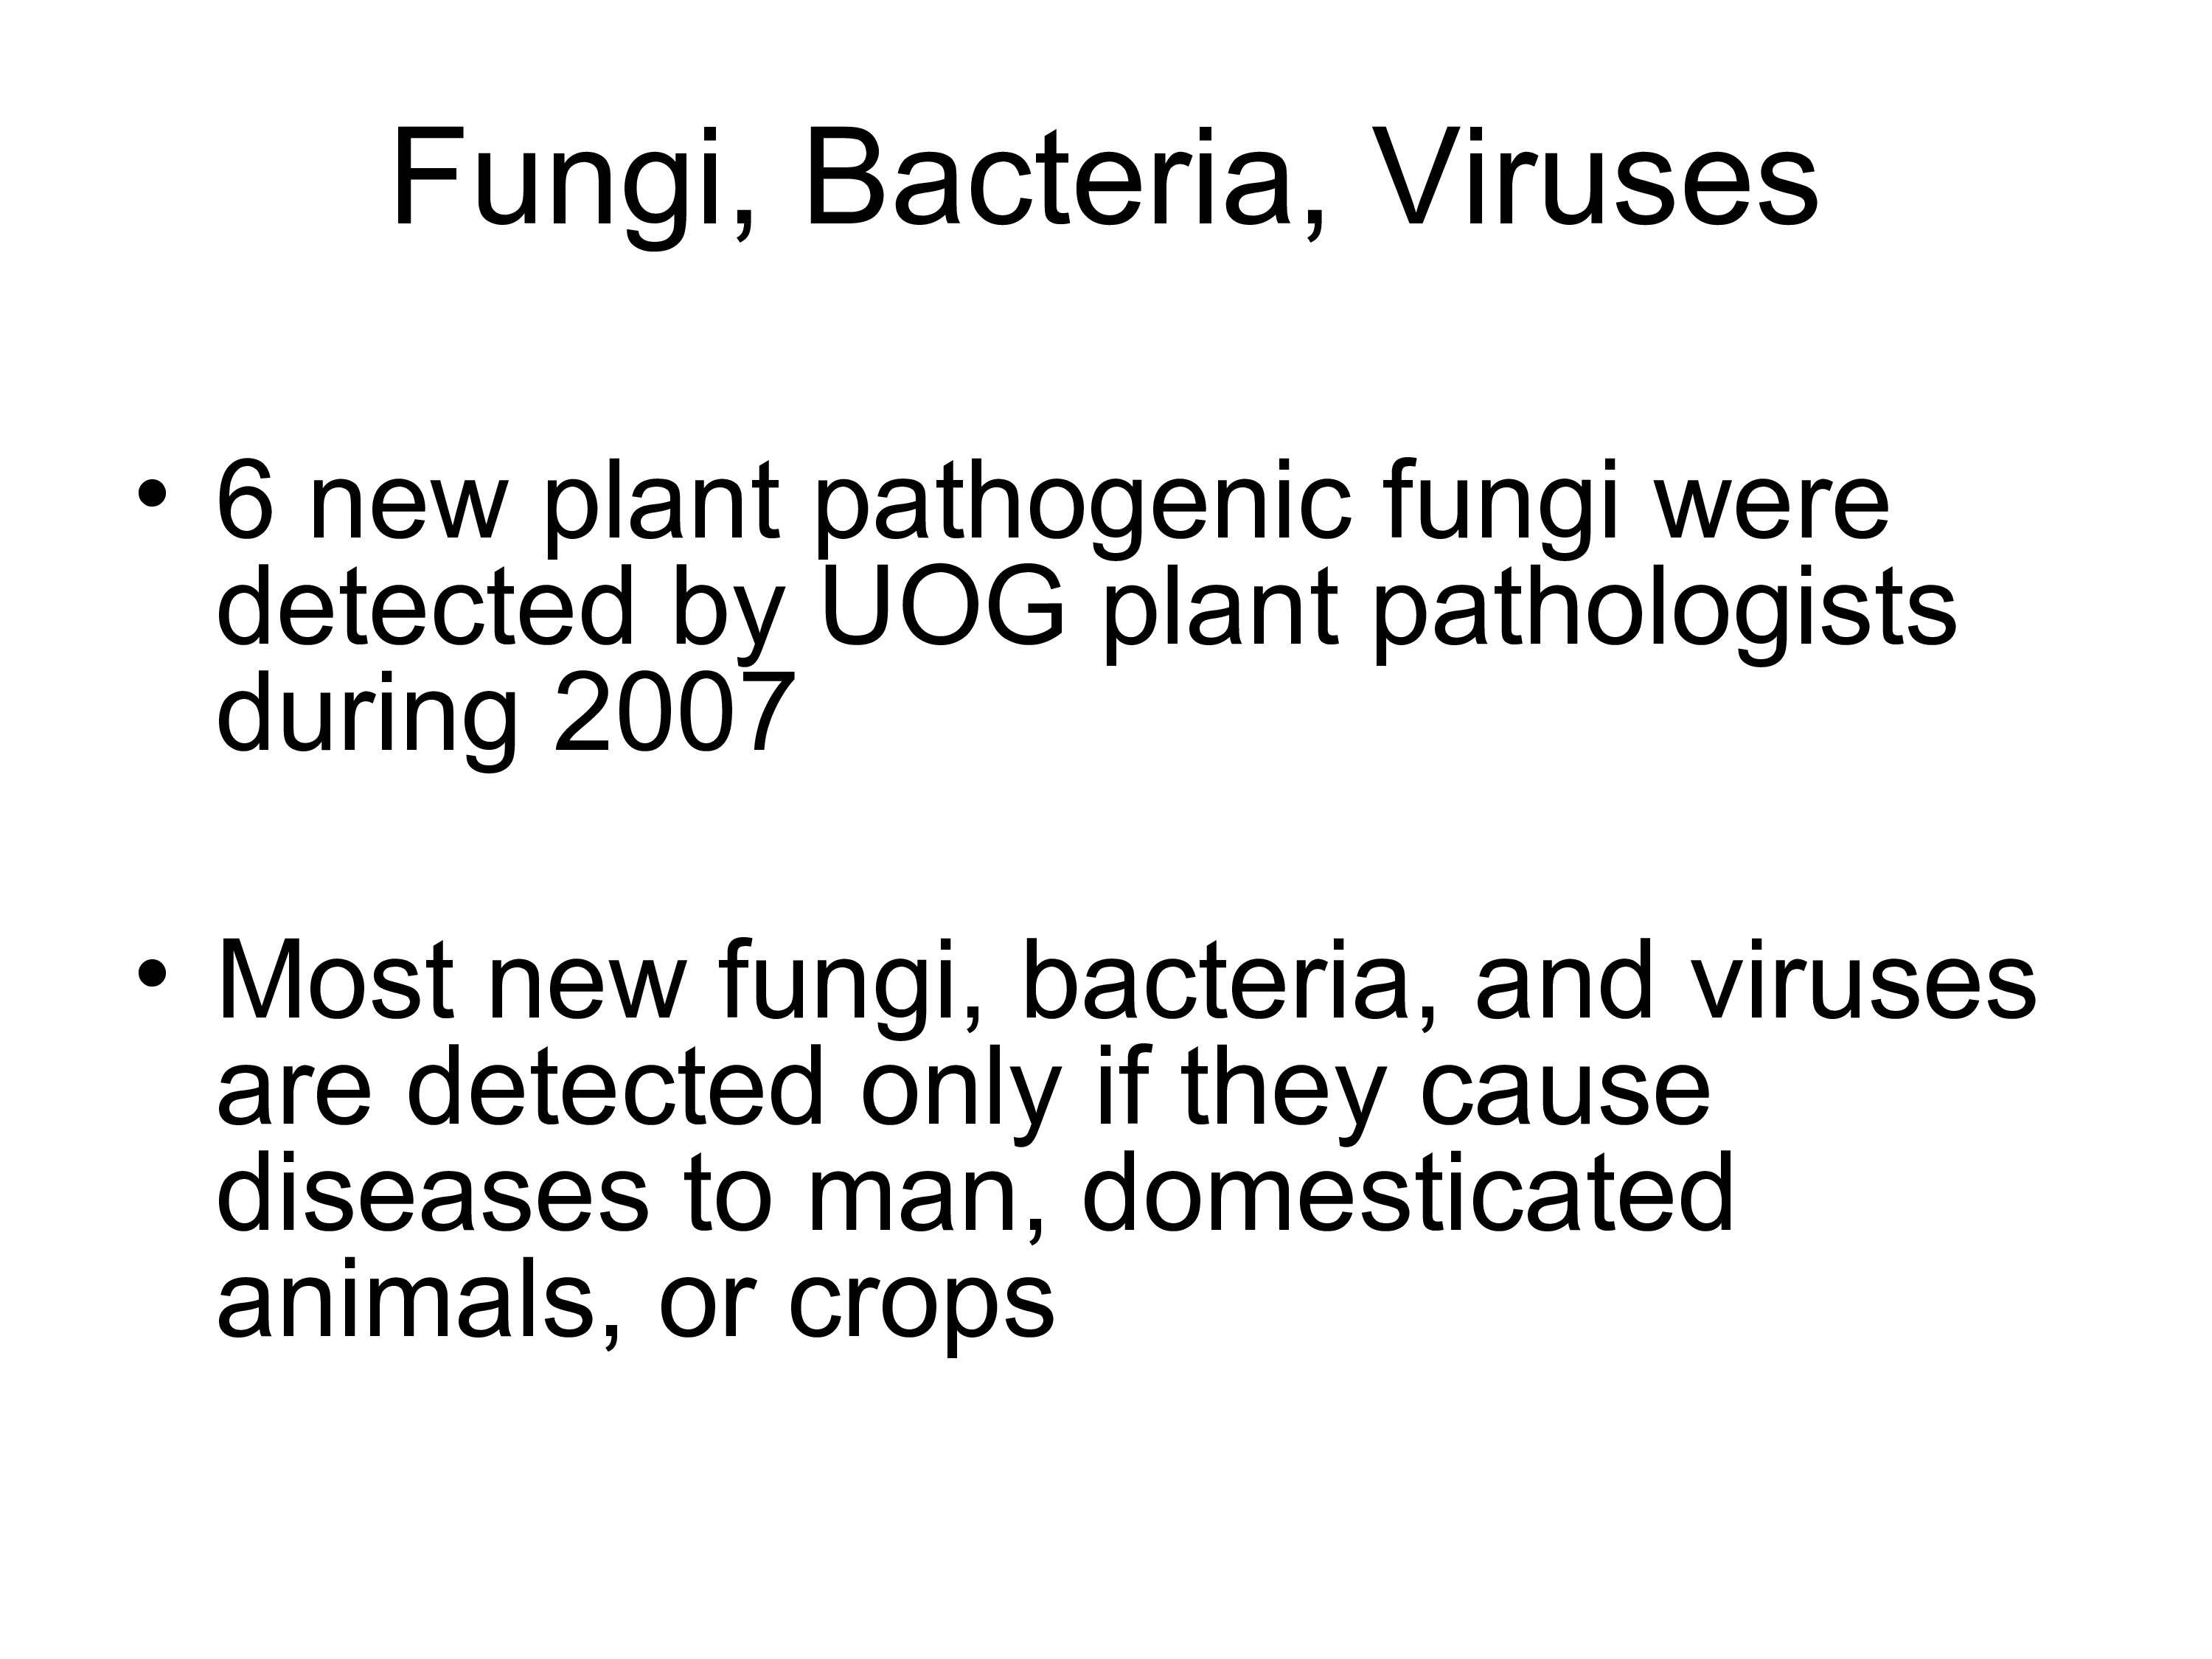 Fungi, Bacteria, Viruses
• 6 new plant pathogenic fungi were
detected by UOG plant pathologists
during 2007
• Most new fungi, bacteria, and viruses
are detected only if they cause
diseases to man, domesticated
animals, or crops